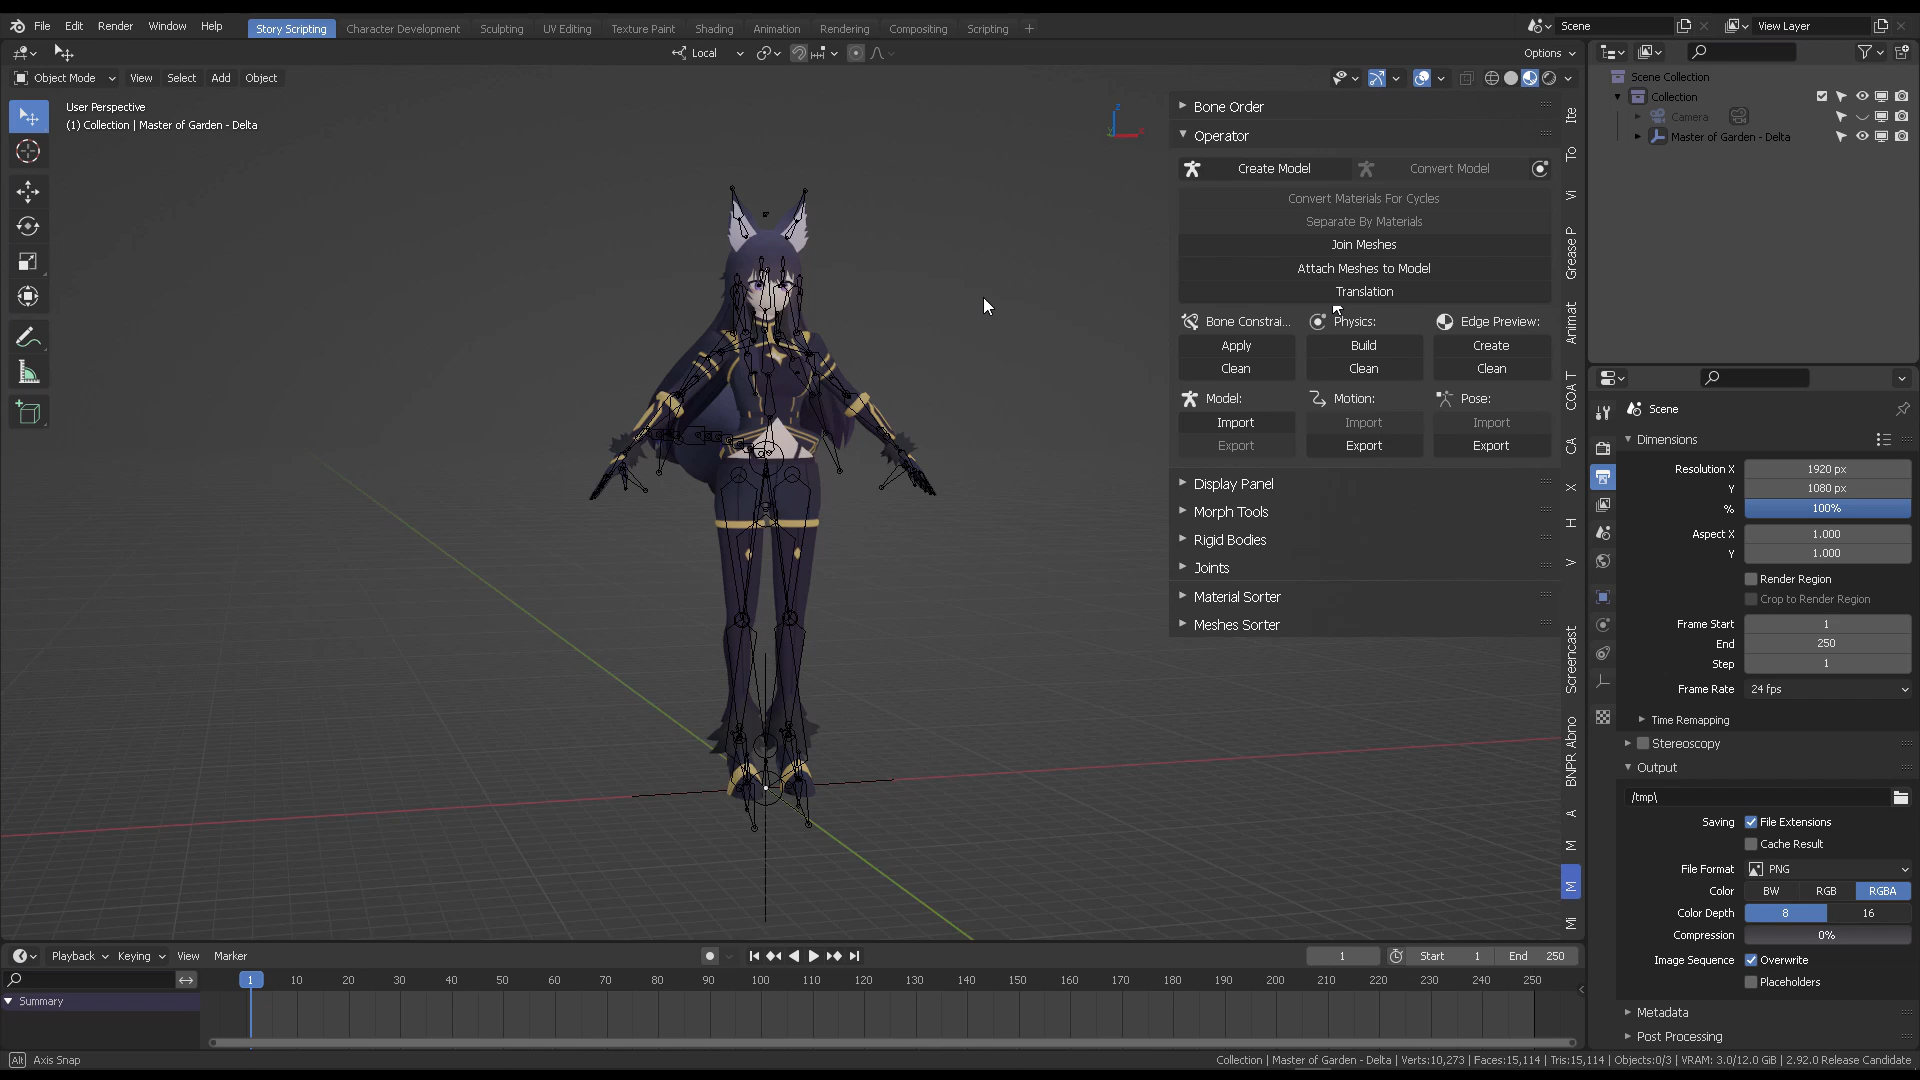 File Edit Render Window Help Story Scripting Character Development Sculpting UV Editing Texture Paint Shading Animation Rendering Compositing Scripting Scene View Layer
Local Options
Object Mode View Select Add Object
User Perspective
(1) Collection | Master of Garden - Delta
Z
Y
X
Bone Order
Operator
Create Model Convert Model
Convert Materials For Cycles
Separate By Materials
Join Meshes
Attach Meshes to Model
Translation
Bone Constrai... Physics: Edge Preview:
Apply Build Create
Clean Clean Clean
Model: Motion: Pose:
Import Import Import
Export Export Export
Display Panel
Morph Tools
Rigid Bodies
Joints
Material Sorter
Meshes Sorter
Ite
To
Vi
Grease P
Animat
COA T
CA
X
H
V
Screencast
BNPR Abno
A
M
M
Mi
Scene Collection
Collection
Camera
Master of Garden - Delta
Scene
Dimensions
Resolution X 1920 px
Y 1080 px
% 100%
Aspect X 1.000
Y 1.000
Render Region
Crop to Render Region
Frame Start 1
End 250
Step 1
Frame Rate 24 fps
Time Remapping
Stereoscopy
Output
/tmp\
Saving File Extensions
Cache Result
File Format PNG
Color BW RGB RGBA
Color Depth 8 16
Compression 0%
Image Sequence Overwrite
Placeholders
Metadata
Post Processing
Playback Keying View Marker 1 Start 1 End 250
1 10 20 30 40 50 60 70 80 90 100 110 120 130 140 150 160 170 180 190 200 210 220 230 240 250
Summary
Alt Axis Snap Collection | Master of Garden - Delta | Verts:10,273 | Faces:15,114 | Tris:15,114 | Objects:0/3 | VRAM: 3.0/12.0 GiB | 2.92.0 Release Candidate